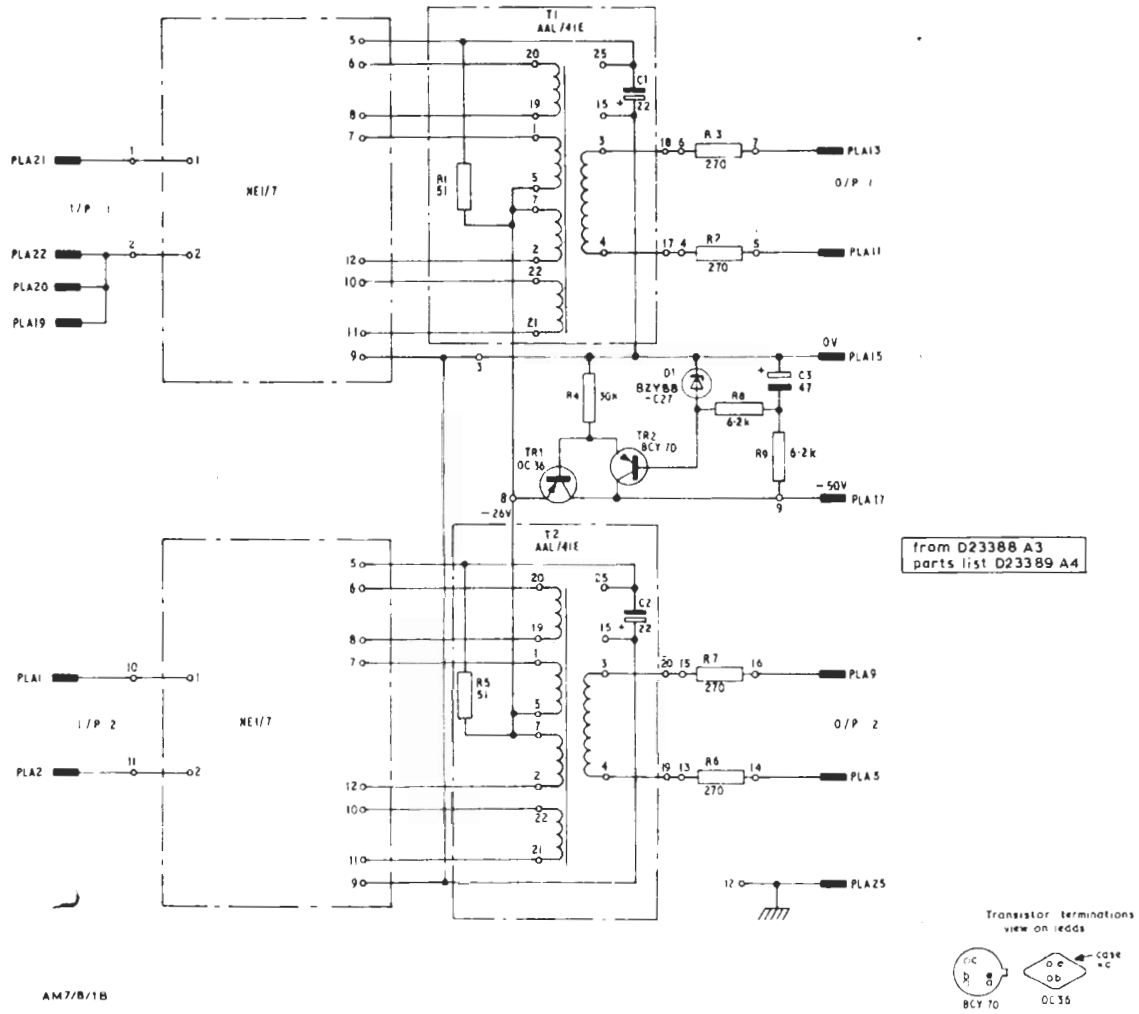 T1
AAL/41E
5
6
20
25
C1
8
19
15
+
22
7
1
3
18
6
R3
7
PLA13
PLA21
1
1
270
R1
51
5
O/P 1
NE1/7
I/P 1
7
4
17
4
R2
5
PLA11
PLA22
2
2
12
2
270
PLA20
10
22
PLA19
11
21
9
3
0V
PLA15
R4
30k
D1
BZY88
-C27
+
C3
47
R8
6·2k
TR1
OC36
TR2
BCY70
R9
6·2k
8
-26V
-50V
9
PLA17
T2
AAL/41E
from D23388 A3
parts list D23389 A4
5
6
20
25
C2
8
19
15
+
22
7
1
3
20
15
R7
16
PLA9
PLA1
10
1
270
R5
51
5
I/P 2
NE1/7
O/P 2
7
4
19
13
R6
14
PLA5
PLA2
11
2
12
2
270
10
22
11
21
9
12
PLA25
Transistor terminations
view on leads
c
b
e
BCY 70
e
b
case
=c
OC36
AM7/8/1B